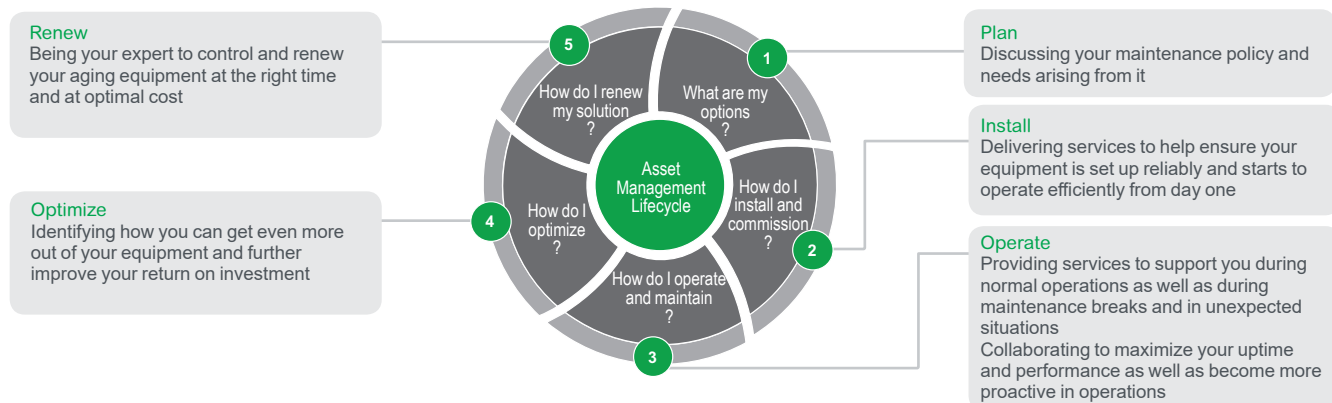 Renew
Being your expert to control and renew
your aging equipment at the right time
and at optimal cost
Optimize
Identifying how you can get even more
out of your equipment and further
improve your return on investment
5
How do I renew
my solution
?
1
What are my
options
?
Asset
Management
Lifecycle
How do I
install and
commission
?
2
4
How do I
optimize
?
How do I operate
and maintain
?
3
Plan
Discussing your maintenance policy and
needs arising from it
Install
Delivering services to help ensure your
equipment is set up reliably and starts to
operate efficiently from day one
Operate
Providing services to support you during
normal operations as well as during
maintenance breaks and in unexpected
situations
Collaborating to maximize your uptime
and performance as well as become more
proactive in operations